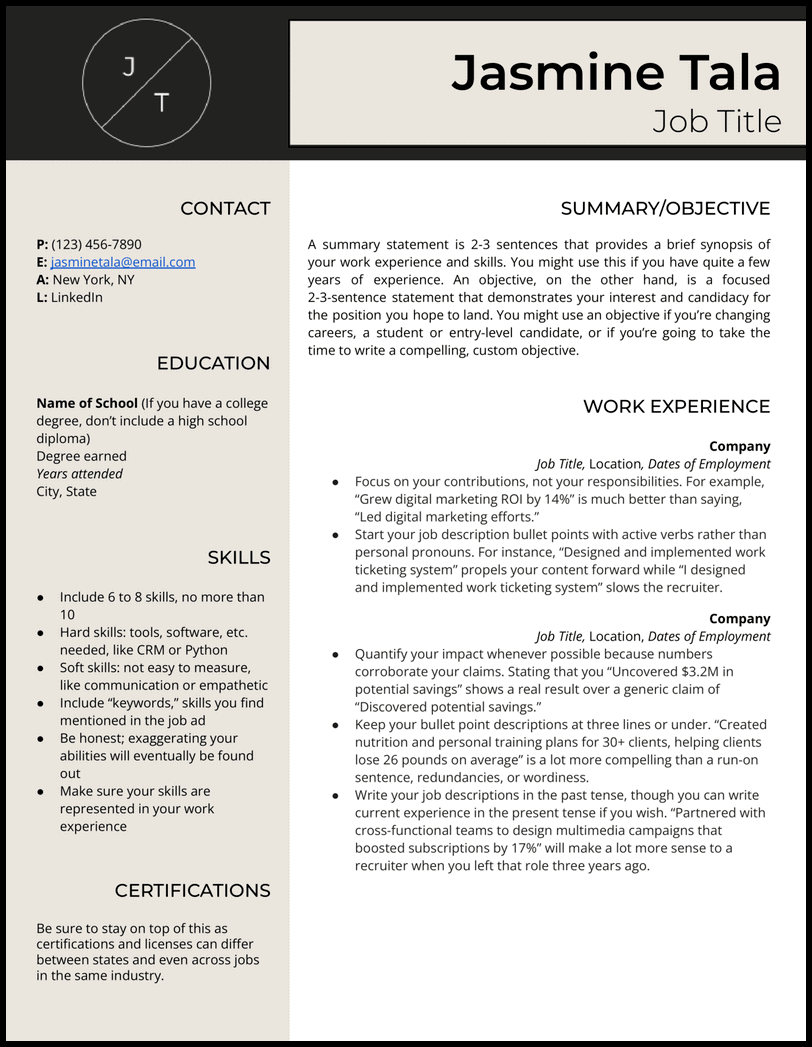 J
T
Jasmine Tala
Job Title
CONTACT
P: (123) 456-7890
E: jasminetala@email.com
A: New York, NY
L: LinkedIn
EDUCATION
Name of School (If you have a college
degree, don’t include a high school
diploma)
Degree earned
Years attended
City, State
SKILLS
● Include 6 to 8 skills, no more than
10
● Hard skills: tools, software, etc.
needed, like CRM or Python
● Soft skills: not easy to measure,
like communication or empathetic
● Include “keywords,” skills you find
mentioned in the job ad
● Be honest; exaggerating your
abilities will eventually be found
out
● Make sure your skills are
represented in your work
experience
CERTIFICATIONS
Be sure to stay on top of this as
certifications and licenses can differ
between states and even across jobs
in the same industry.
SUMMARY/OBJECTIVE
A summary statement is 2-3 sentences that provides a brief synopsis of
your work experience and skills. You might use this if you have quite a few
years of experience. An objective, on the other hand, is a focused
2-3-sentence statement that demonstrates your interest and candidacy for
the position you hope to land. You might use an objective if you’re changing
careers, a student or entry-level candidate, or if you’re going to take the
time to write a compelling, custom objective.
WORK EXPERIENCE
Company
Job Title, Location, Dates of Employment
● Focus on your contributions, not your responsibilities. For example,
“Grew digital marketing ROI by 14%” is much better than saying,
“Led digital marketing efforts.”
● Start your job description bullet points with active verbs rather than
personal pronouns. For instance, “Designed and implemented work
ticketing system” propels your content forward while “I designed
and implemented work ticketing system” slows the recruiter.
Company
Job Title, Location, Dates of Employment
● Quantify your impact whenever possible because numbers
corroborate your claims. Stating that you “Uncovered $3.2M in
potential savings” shows a real result over a generic claim of
“Discovered potential savings.”
● Keep your bullet point descriptions at three lines or under. “Created
nutrition and personal training plans for 30+ clients, helping clients
lose 26 pounds on average” is a lot more compelling than a run-on
sentence, redundancies, or wordiness.
● Write your job descriptions in the past tense, though you can write
current experience in the present tense if you wish. “Partnered with
cross-functional teams to design multimedia campaigns that
boosted subscriptions by 17%” will make a lot more sense to a
recruiter when you left that role three years ago.